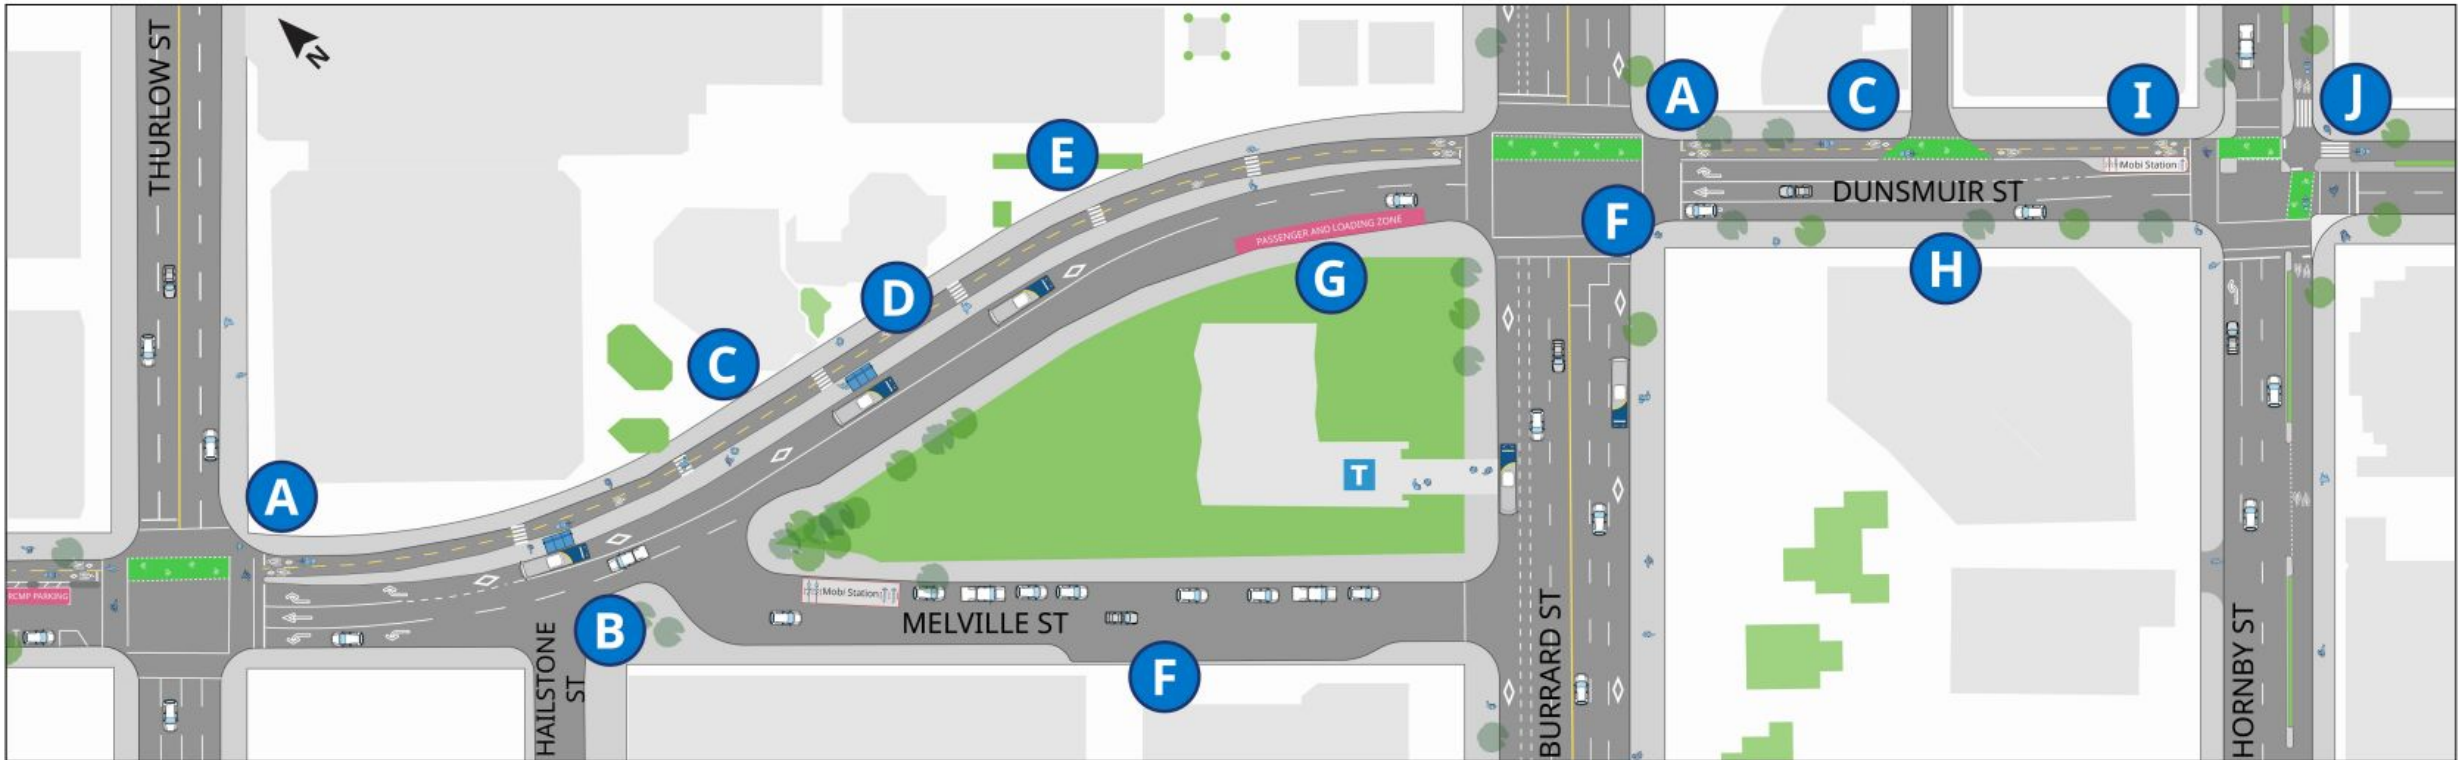 THURLOW ST
N
E
A
C
I
J
Mobi Station
DUNSMUIR ST
F
PASSENGER AND LOADING ZONE
G
H
D
C
A
T
RCMP PARKING
B
Mobi Station
MELVILLE ST
F
HAILSTONE
ST
BURRARD ST
HORNBY ST